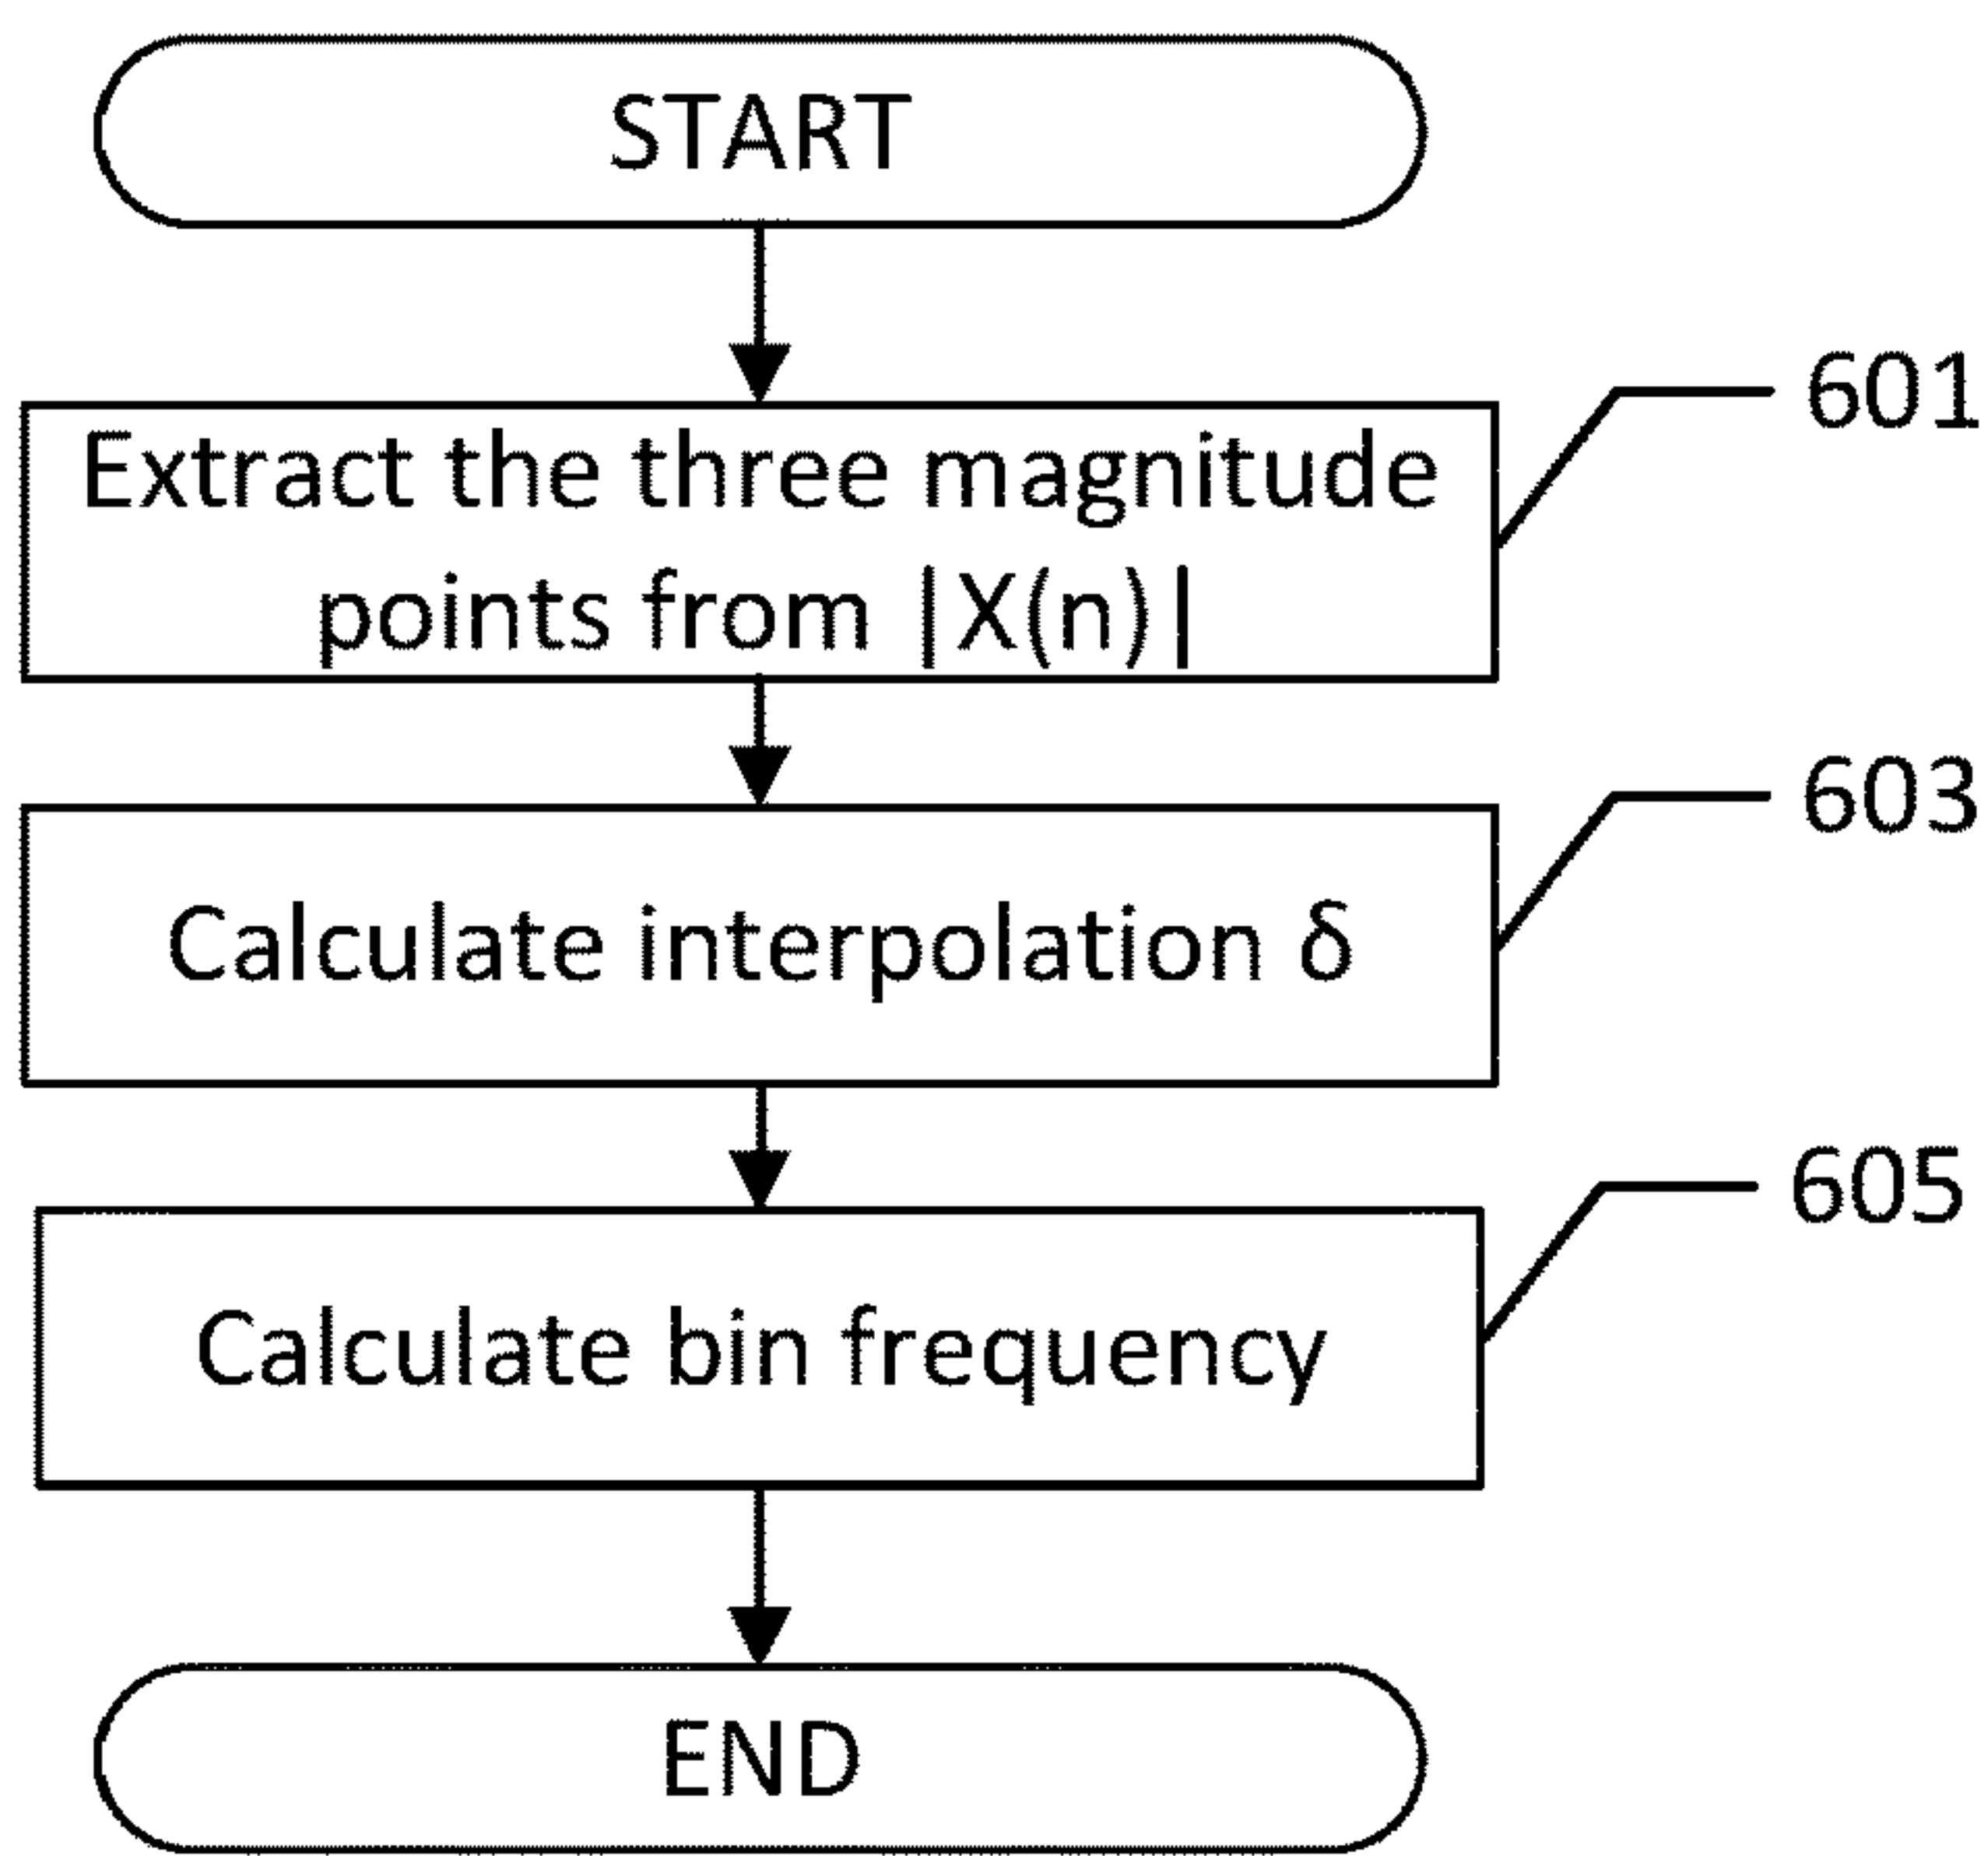 START
601
Extract the three magnitude
points from |X(n)|
603
Calculate interpolation δ
605
Calculate bin frequency
END